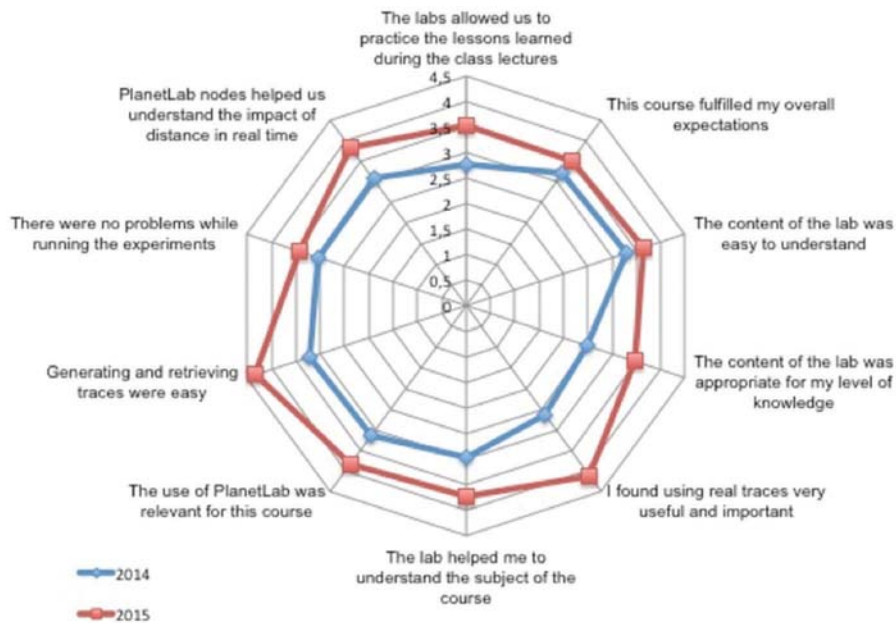 The labs allowed us to
practice the lessons learned
during the class lectures
PlanetLab nodes helped us
understand the impact of
distance in real time
This course fulfilled my overall
expectations
4,5
4
3,5
3
2,5
2
1,5
1
0,5
0
There were no problems while
running the experiments
The content of the lab was
easy to understand
Generating and retrieving
traces were easy
The content of the lab was
appropriate for my level of
knowledge
The use of PlanetLab was
relevant for this course
I found using real traces very
useful and important
The lab helped me to
understand the subject of the
course
2014
2015